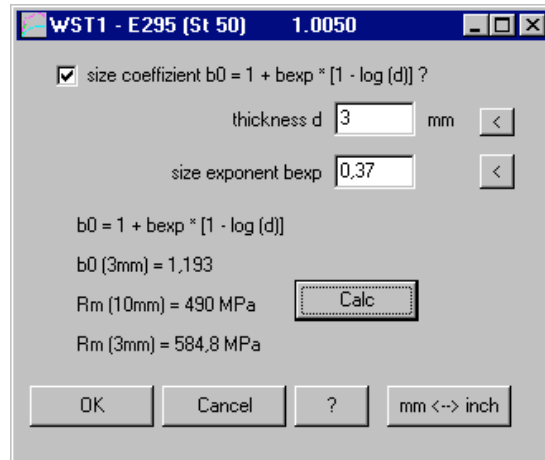 WST1 - E295 (St 50) 1.0050
size coeffizient b0 = 1 + bexp * [1 - log (d)] ?
thickness d 3 mm <
size exponent bexp 0,37 <
b0 = 1 + bexp * [1 - log (d)]
b0 (3mm) = 1,193
Rm (10mm) = 490 MPa Calc
Rm (3mm) = 584,8 MPa
OK Cancel ? mm <--> inch